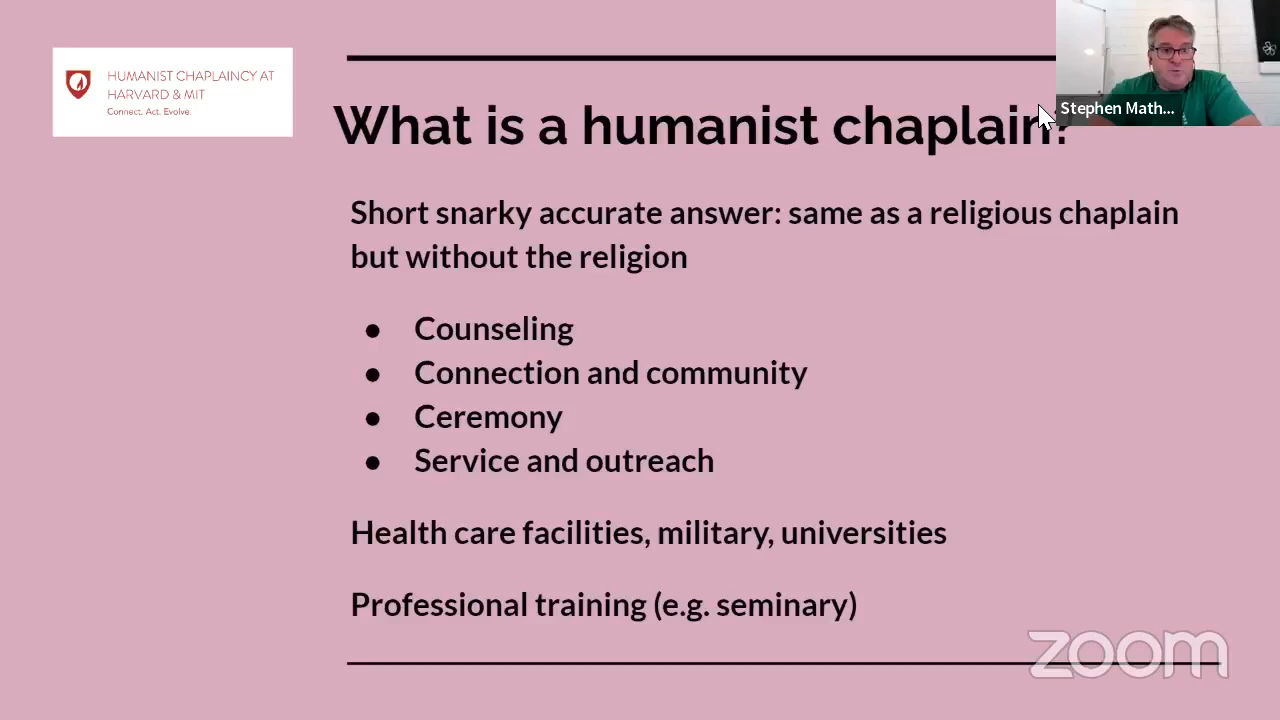 HUMANIST CHAPLAINCY AT
HARVARD & MIT
Connect. Act. Evolve.
Stephen Math...
What is a humanist chaplain?
Short snarky accurate answer: same as a religious chaplain
but without the religion
● Counseling
● Connection and community
● Ceremony
● Service and outreach
Health care facilities, military, universities
Professional training (e.g. seminary)
zoom